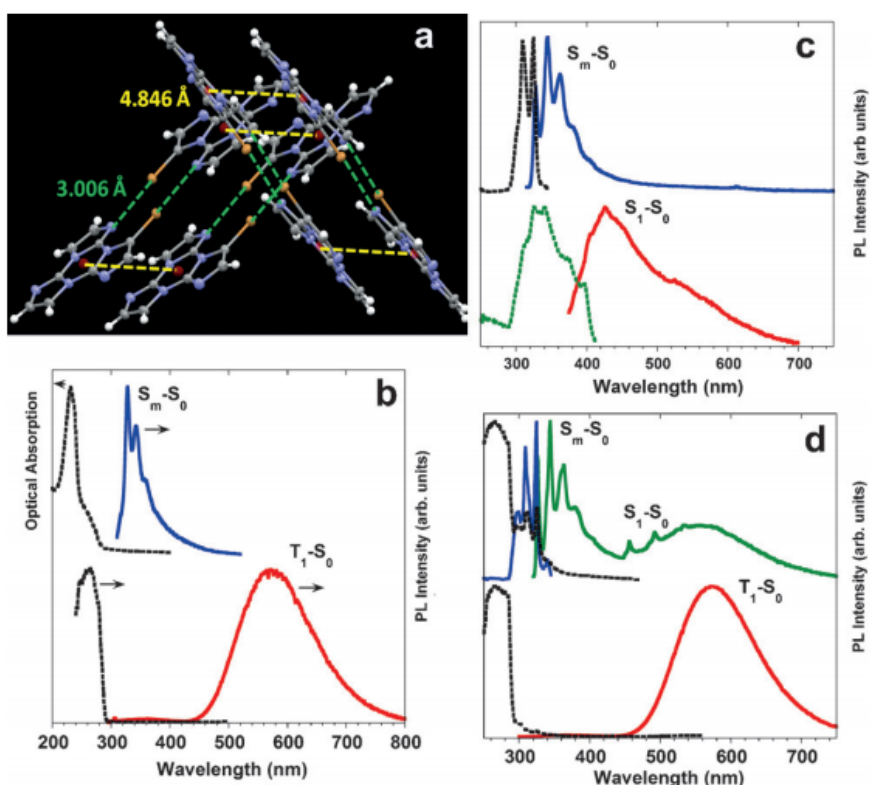 a
4.846 Å
3.006 Å
c
Sm-S0
S1-S0
PL Intensity (arb units)
300 400 500 600 700
Wavelength (nm)
b
Optical Absorption
Sm-S0
T1-S0
PL Intensity (arb. units)
200 300 400 500 600 700 800
Wavelength (nm)
d
Sm-S0
S1-S0
T1-S0
PL Intensity (arb. units)
300 400 500 600 700
Wavelength (nm)